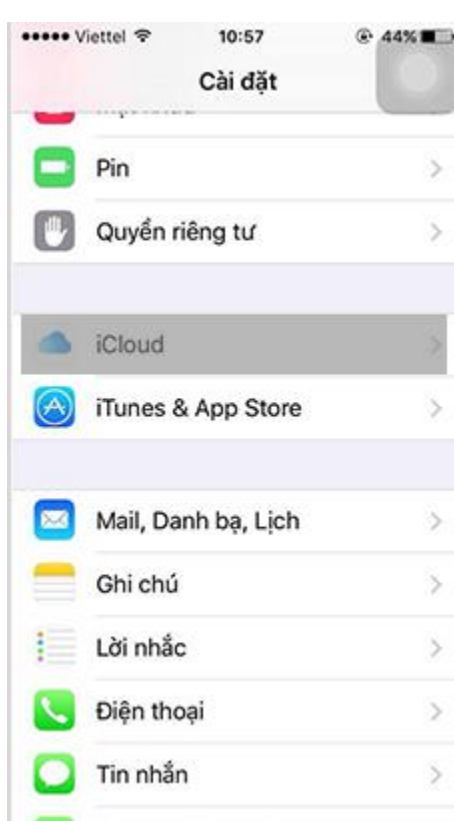 Viettel 10:57 44%
Cài đặt
Pin
Quyền riêng tư
iCloud
iTunes & App Store
Mail, Danh bạ, Lịch
Ghi chú
Lời nhắc
Điện thoại
Tin nhắn